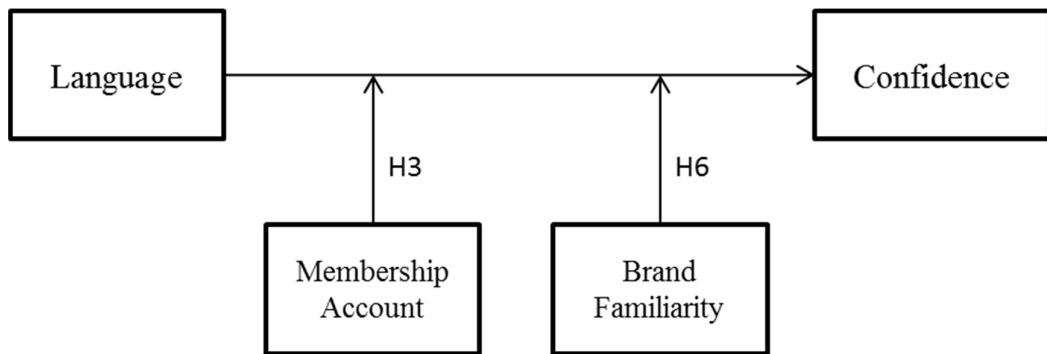 Language
Confidence
H3
H6
Membership
Account
Brand
Familiarity